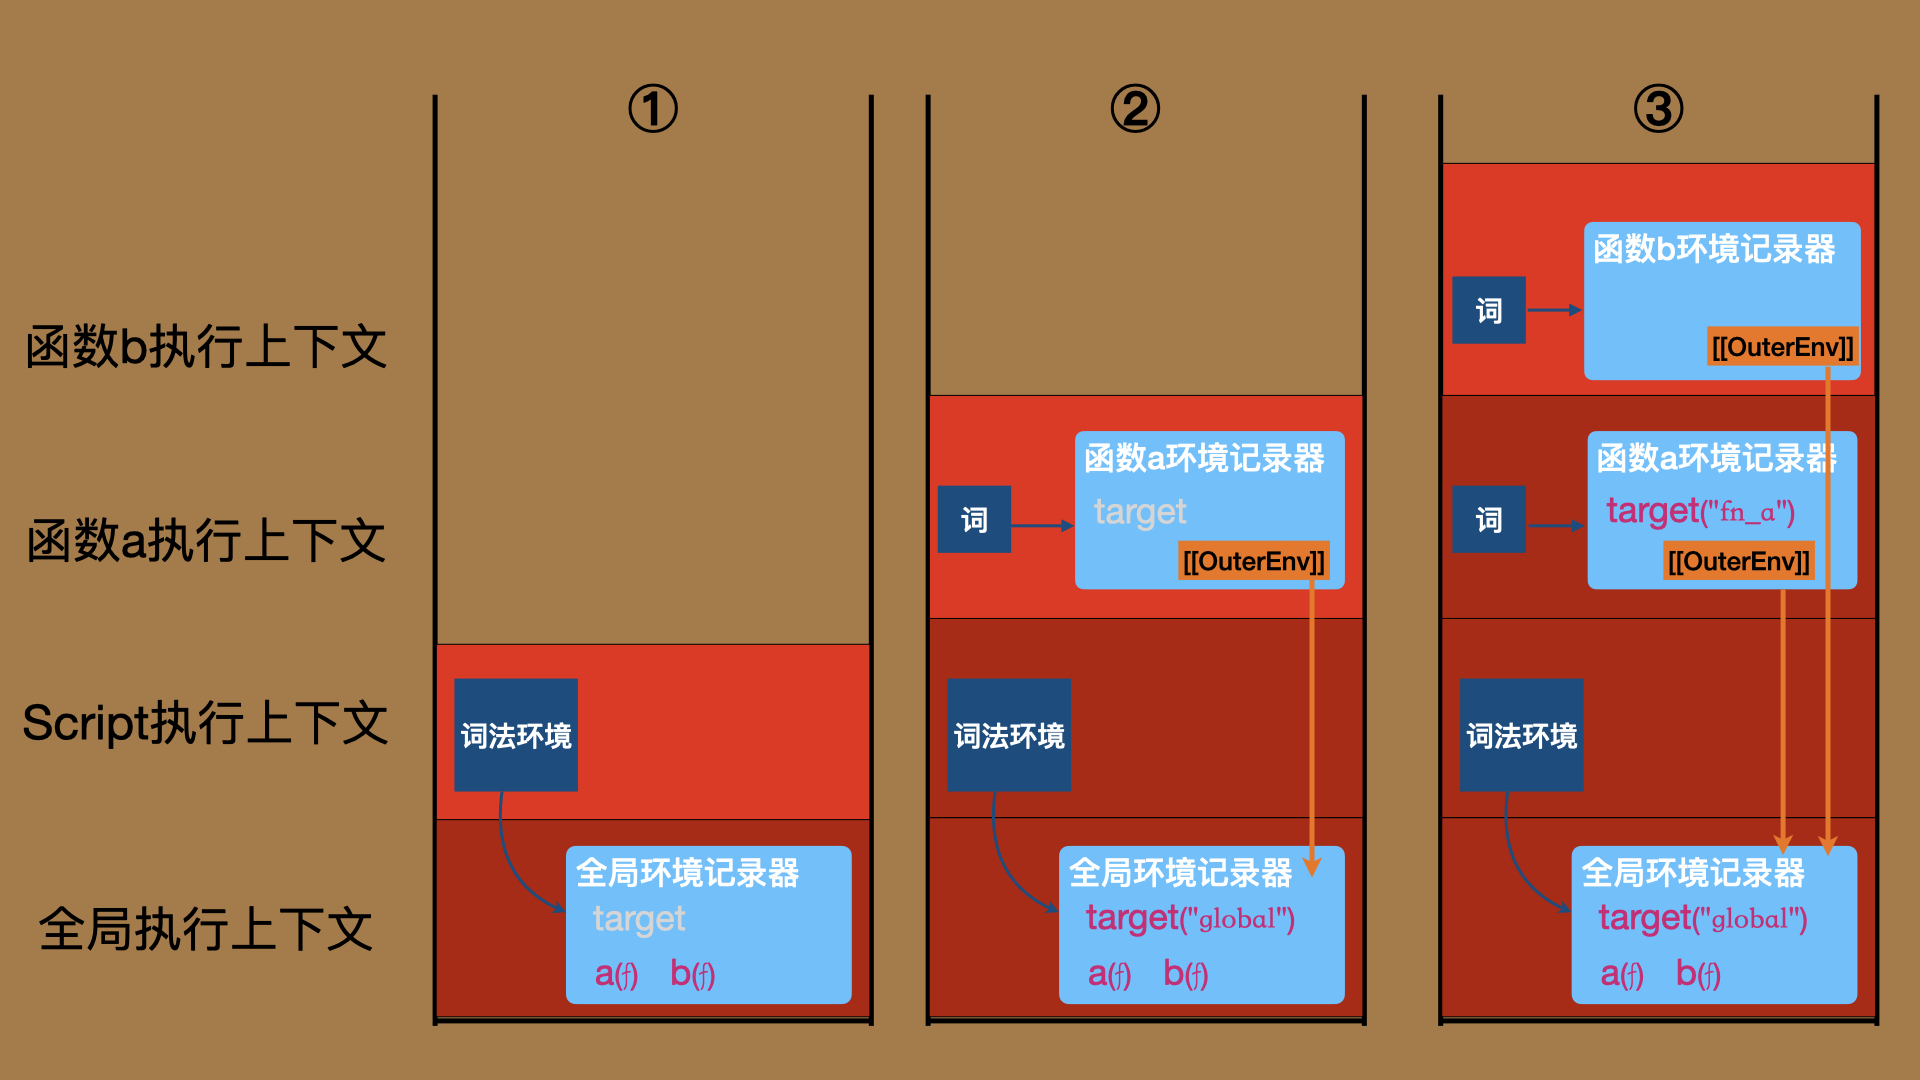 ①
②
③
函数b执行上下文
函数a执行上下文
Script执行上下文
全局执行上下文
词法环境
全局环境记录器
target
a(ƒ) b(ƒ)
函数a环境记录器
词
target
[[OuterEnv]]
词法环境
全局环境记录器
target("global")
a(ƒ) b(ƒ)
函数b环境记录器
词
[[OuterEnv]]
函数a环境记录器
词
target("fn_a")
[[OuterEnv]]
词法环境
全局环境记录器
target("global")
a(ƒ) b(ƒ)